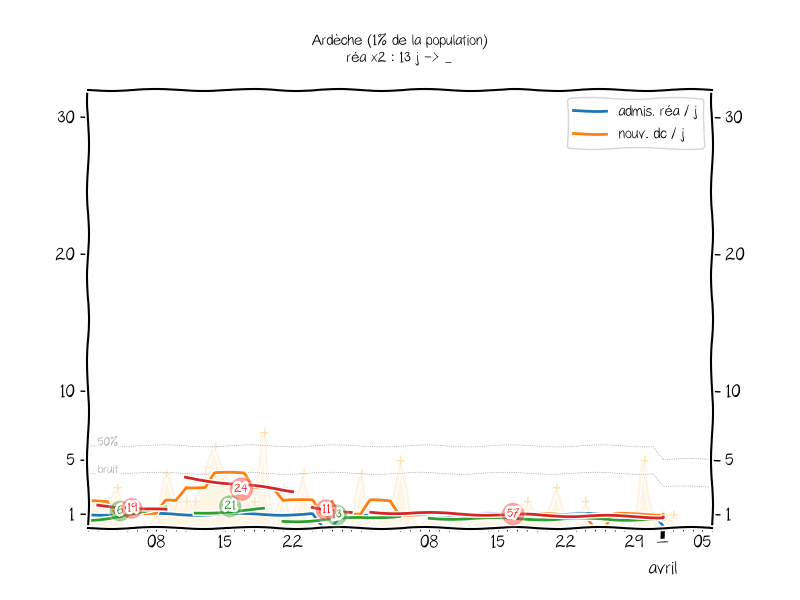 Ardèche (1% de la population)
réa x2 : 13 j -> _
admis. réa / j
nouv. dc / j
30 30
20 20
10 10
50%
5 5
bruit
24
21
6 19 11 13 57
1 1
08 15 22 08 15 22 29 _ 05
avril